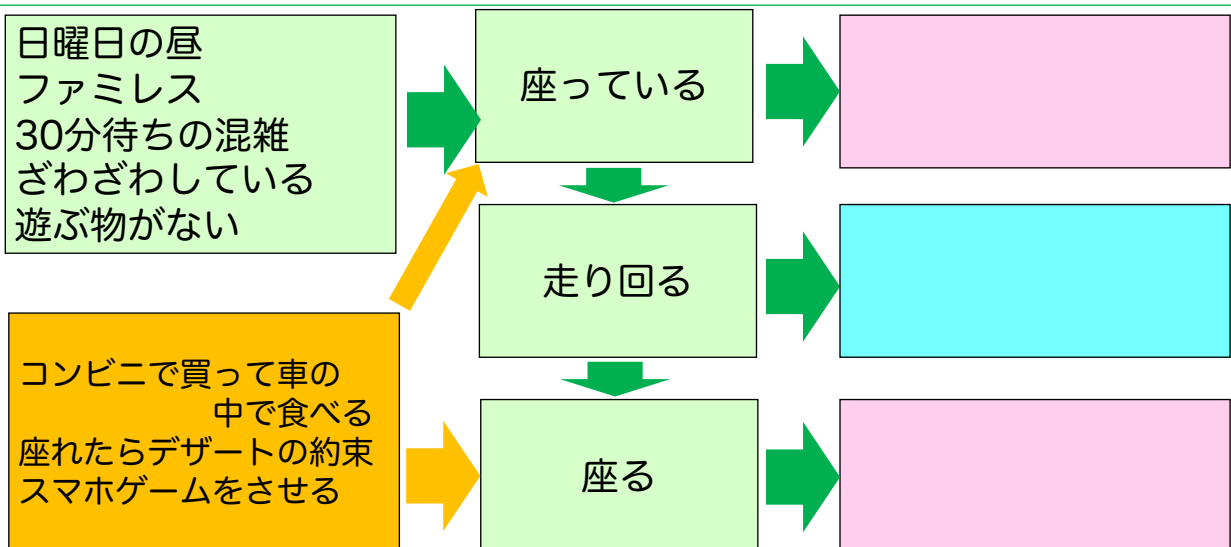 日曜日の昼
ファミレス
30分待ちの混雑
ざわざわしている
遊ぶ物がない
座っている
走り回る
コンビニで買って車の
中で食べる
座れたらデザートの約束
スマホゲームをさせる
座る